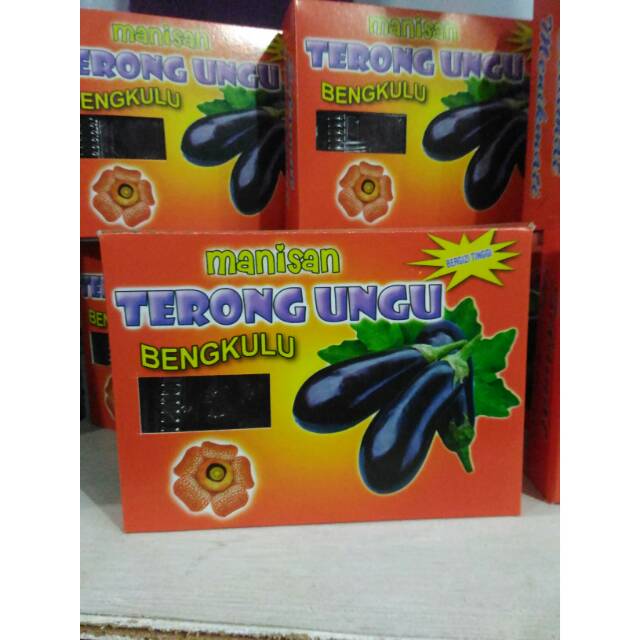 manisan
TERONG UNGU
BENGKULU
manisan
TERONG UNGU
BENGKULU
manisan
TERONG UNGU
BENGKULU
BERGIZI TINGGI